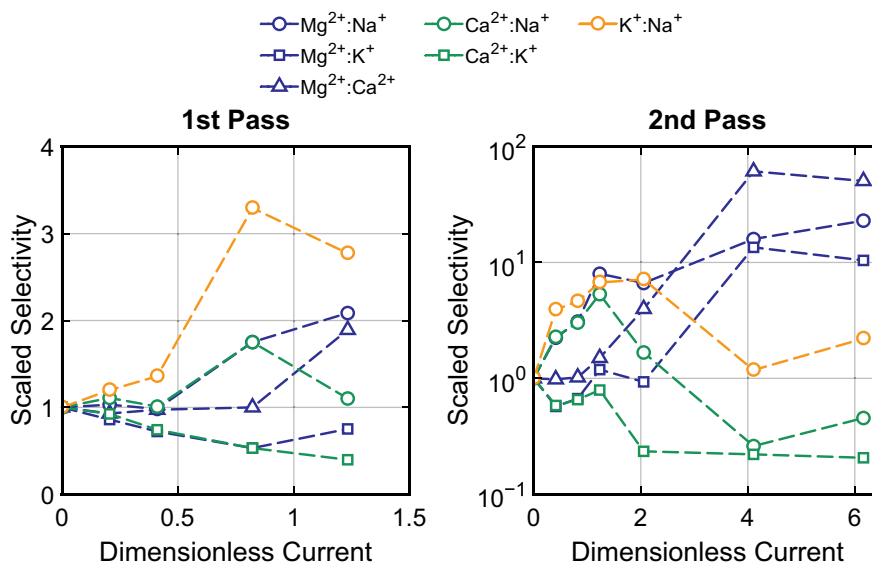 Mg²⁺:Na⁺ Ca²⁺:Na⁺ K⁺:Na⁺
Mg²⁺:K⁺ Ca²⁺:K⁺
Mg²⁺:Ca²⁺
1st Pass
4
3
2
1
0
Scaled Selectivity
0 0.5 1 1.5
Dimensionless Current
2nd Pass
10²
10¹
10⁰
10⁻¹
Scaled Selectivity
0 2 4 6
Dimensionless Current